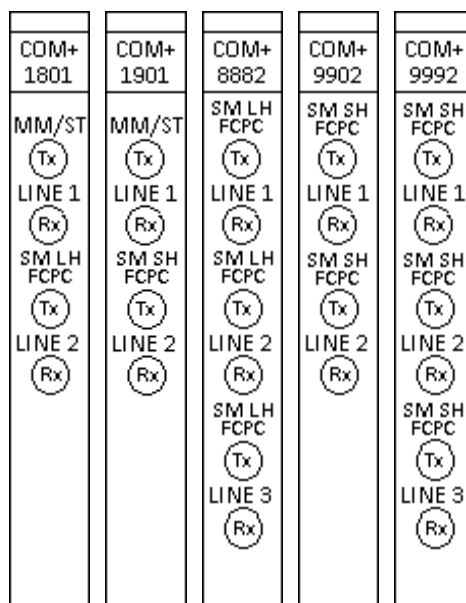 COM+
1801
MM/ST
Tx
LINE 1
Rx
SM LH
FCPC
Tx
LINE 2
Rx
COM+
1901
MM/ST
Tx
LINE 1
Rx
SM SH
FCPC
Tx
LINE 2
Rx
COM+
8882
SM LH
FCPC
Tx
LINE 1
Rx
SM LH
FCPC
Tx
LINE 2
Rx
SM LH
FCPC
Tx
LINE 3
Rx
COM+
9902
SM SH
FCPC
Tx
LINE 1
Rx
SM SH
FCPC
Tx
LINE 2
Rx
COM+
9992
SM SH
FCPC
Tx
LINE 1
Rx
SM SH
FCPC
Tx
LINE 2
Rx
SM SH
FCPC
Tx
LINE 3
Rx